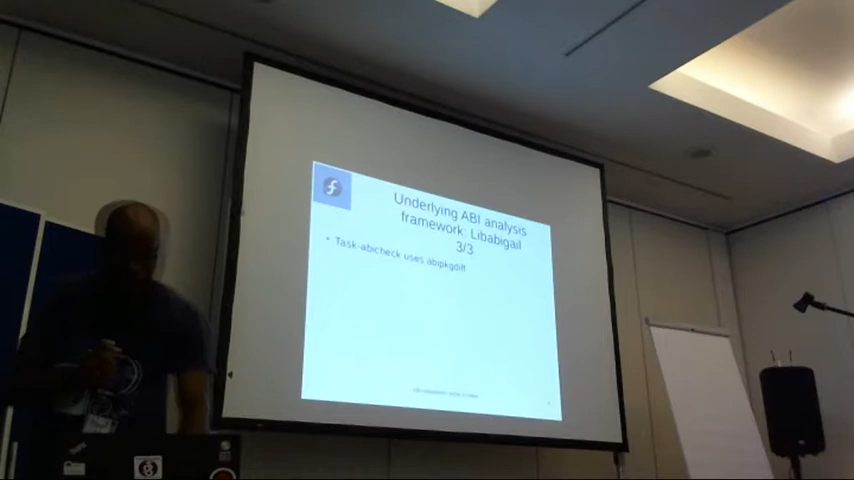 Underlying ABI analysis
framework: Libabigail
3/3
• Task-abicheck uses abipkgdiff